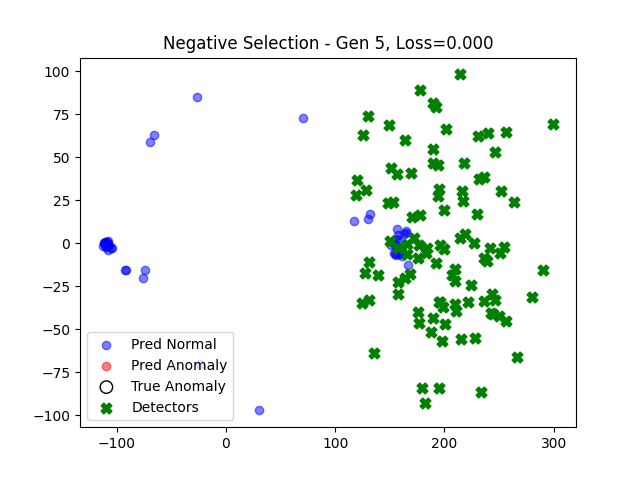 Negative Selection - Gen 5, Loss=0.000
100
75
50
25
0
−25
−50
−75
−100
Pred Normal
Pred Anomaly
True Anomaly
Detectors
−100
0
100
200
300